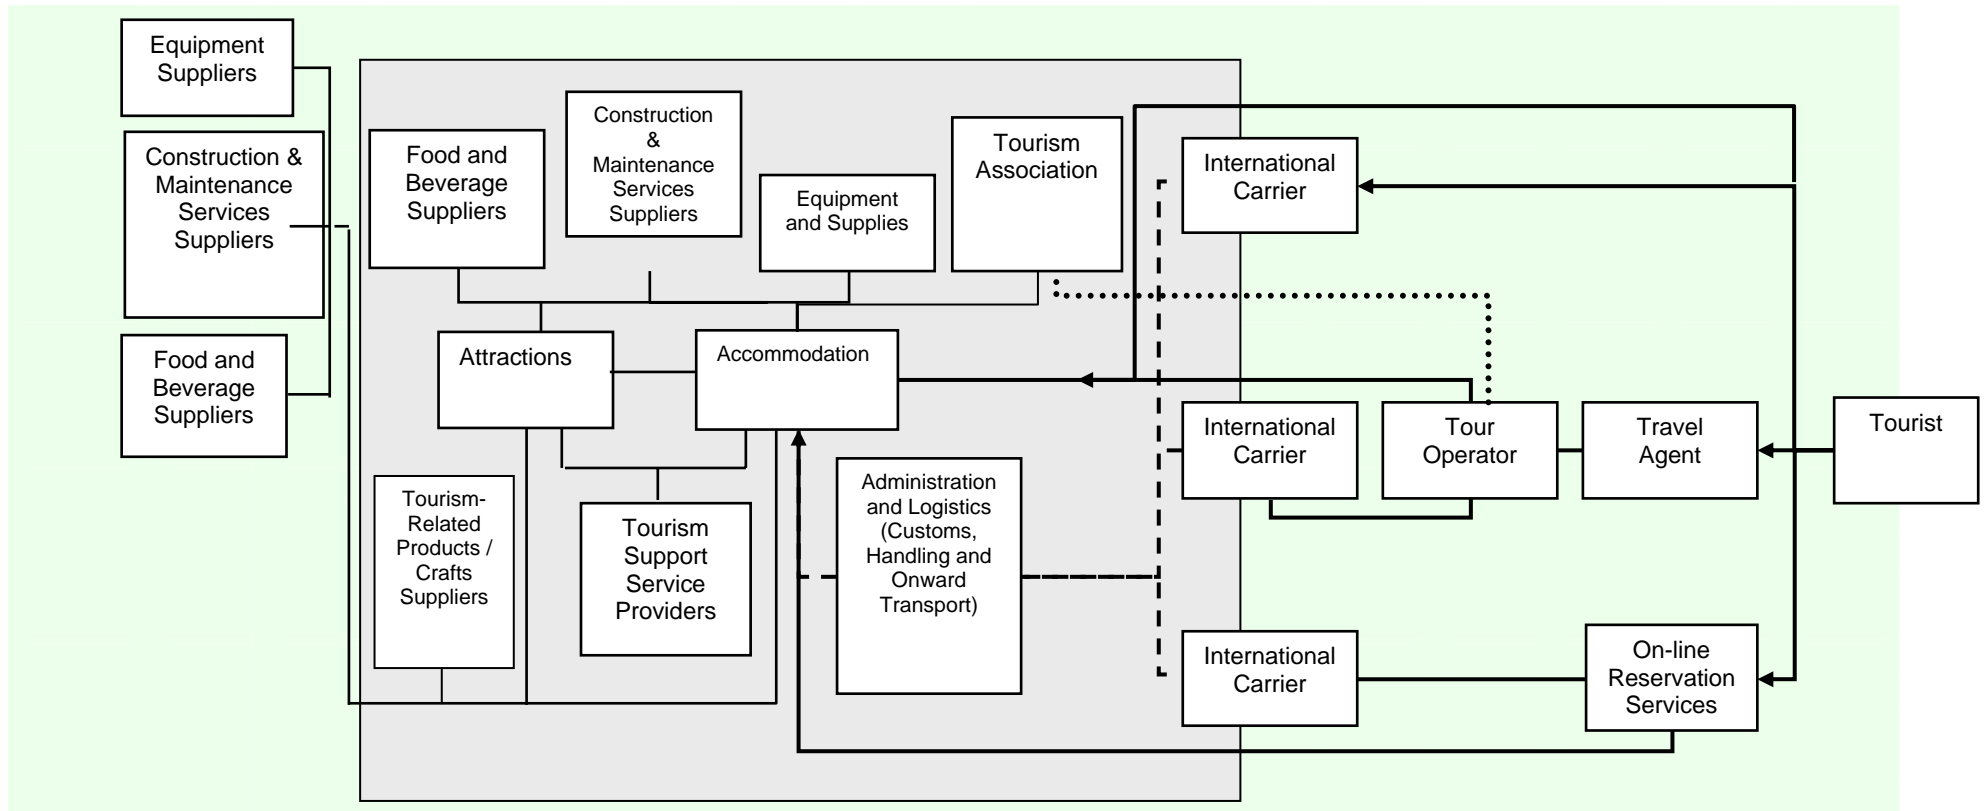 Equipment
Suppliers
Construction &
Maintenance
Services
Suppliers
Food and
Beverage
Suppliers
Food and
Beverage
Suppliers
Construction
&
Maintenance
Services
Suppliers
Equipment
and Supplies
Tourism
Association
Attractions
Accommodation
Tourism-
Related
Products /
Crafts
Suppliers
Tourism
Support
Service
Providers
Administration
and Logistics
(Customs,
Handling and
Onward
Transport)
International
Carrier
International
Carrier
International
Carrier
Tour
Operator
Travel
Agent
On-line
Reservation
Services
Tourist